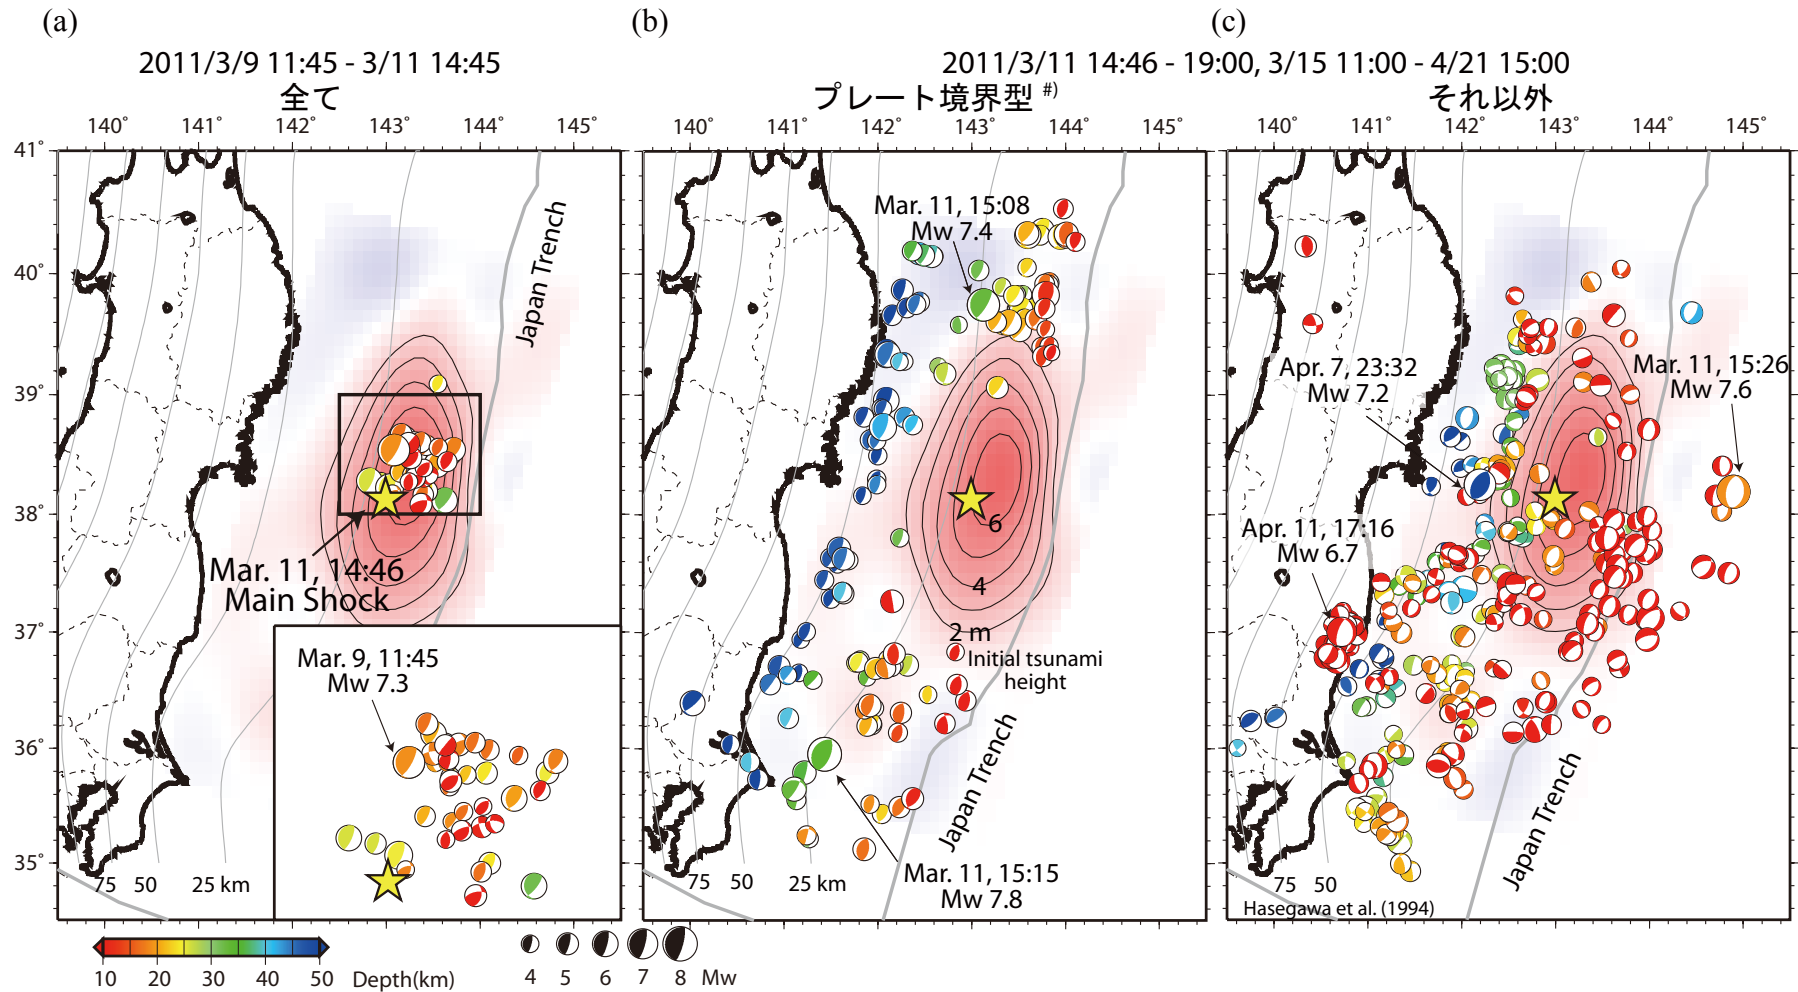 (a)
(b)
(c)
2011/3/9 11:45 - 3/11 14:45
2011/3/11 14:46 - 19:00, 3/15 11:00 - 4/21 15:00
全て
プレート境界型 #)
それ以外
140° 141° 142° 143° 144° 145°
140° 141° 142° 143° 144° 145°
140° 141° 142° 143° 144° 145°
41°
40°
39°
38°
37°
36°
35°
Japan Trench
Mar. 11, 14:46
Main Shock
Mar. 9, 11:45
Mw 7.3
75 50 25 km
Mar. 11, 15:08
Mw 7.4
6
4
2 m
Initial tsunami
height
Japan Trench
Mar. 11, 15:15
Mw 7.8
75 50 25 km
Apr. 7, 23:32
Mw 7.2
Mar. 11, 15:26
Mw 7.6
Apr. 11, 17:16
Mw 6.7
Japan Trench
75 50
Hasegawa et al. (1994)
10 20 30 40 50 Depth(km)
4 5 6 7 8 Mw